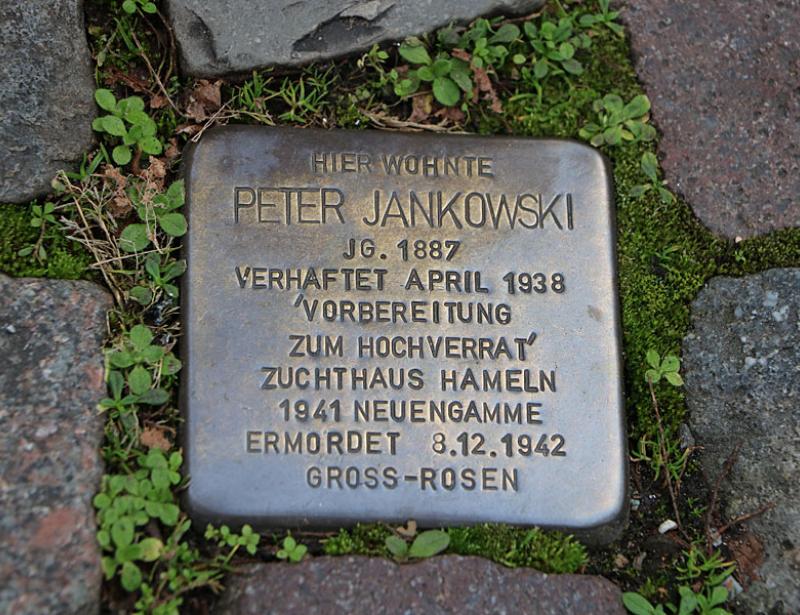 HIER WOHNTE
PETER JANKOWSKI
JG. 1887
VERHAFTET APRIL 1938
'VORBEREITUNG
ZUM HOCHVERRAT'
ZUCHTHAUS HAMELN
1941 NEUENGAMME
ERMORDET 8.12.1942
GROSS-ROSEN